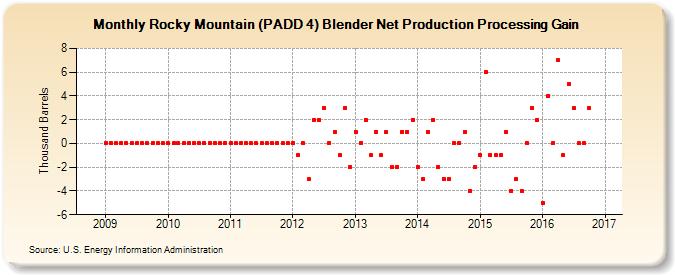 Monthly Rocky Mountain (PADD 4) Blender Net Production Processing Gain
Thousand Barrels
8
6
4
2
0
-2
-4
-6
2009 2010 2011 2012 2013 2014 2015 2016 2017
Source: U.S. Energy Information Administration